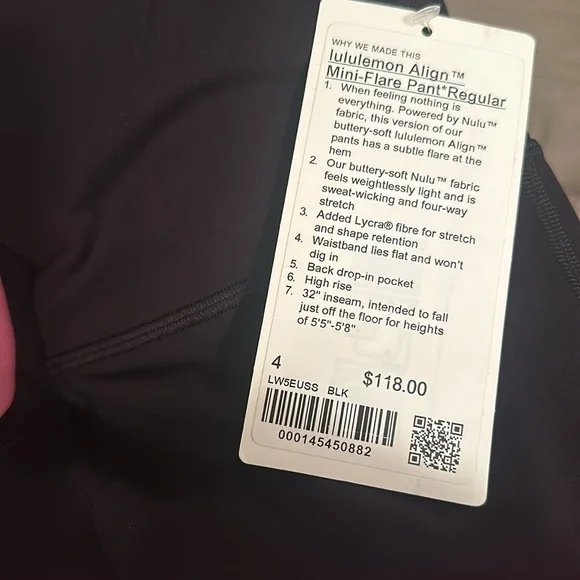 WHY WE MADE THIS
lululemon Align™
Mini-Flare Pant*Regular
1. When feeling nothing is
everything. Powered by Nulu™
fabric, this version of our
buttery-soft lululemon Align™
pants has a subtle flare at the
hem
2. Our buttery-soft Nulu™ fabric
feels weightlessly light and is
sweat-wicking and four-way
stretch
3. Added Lycra® fibre for stretch
and shape retention
4. Waistband lies flat and won't
dig in
5. Back drop-in pocket
6. High rise
7. 32" inseam, intended to fall
just off the floor for heights
of 5'5"-5'8"
4 $118.00
LW5EUSS BLK
000145450882